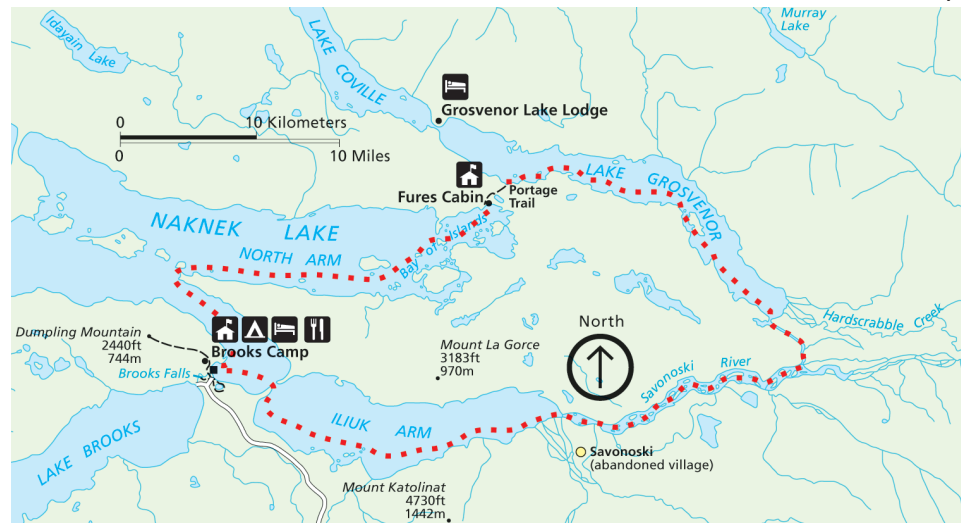 Idavain Lake
Murray
Lake
LAKE COVILLE
Grosvenor Lake Lodge
0 10 Kilometers
0 10 Miles
LAKE GROSVENOR
Fures Cabin
Portage
Trail
NAKNEK LAKE
NORTH ARM
Bay of Islands
Hardscrabble Creek
North
Dumpling Mountain
2440ft
744m
Brooks Camp
Brooks Falls
Mount La Gorce
3183ft
970m
Savonoski River
ILIUK ARM
LAKE BROOKS
Savonoski
(abandoned village)
Mount Katolinat
4730ft
1442m